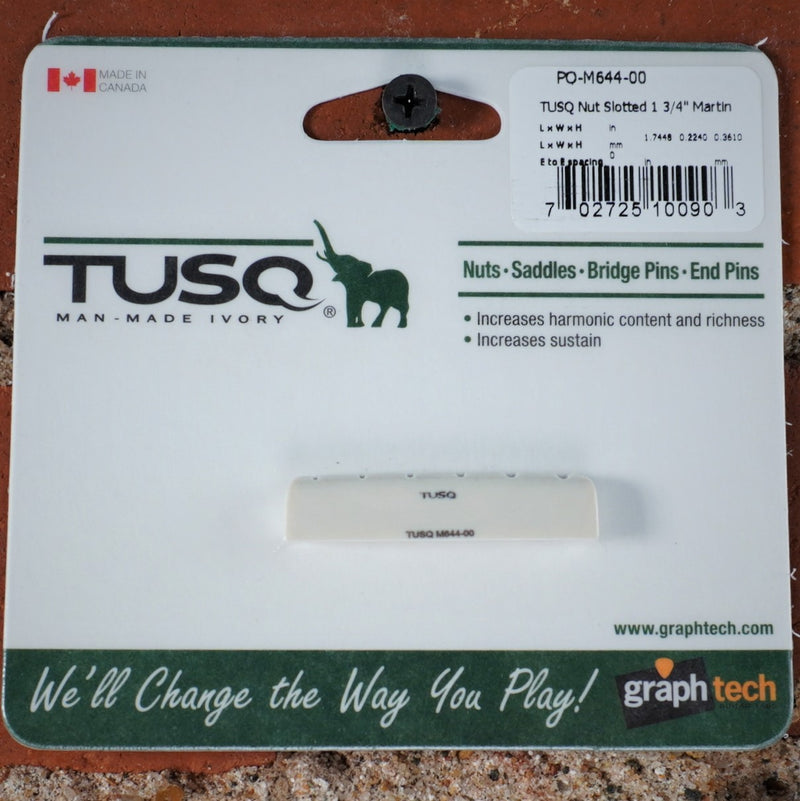 MADE IN
CANADA
PQ-M644-00
TUSQ Nut Slotted 1 3/4" Martin
L x W x H in
L x W x H mm 1.7448 0.2240 0.3610
0
E to E spacing in mm
7 02725 10090 3
TUSQ
MAN-MADE IVORY ®
Nuts • Saddles • Bridge Pins • End Pins
• Increases harmonic content and richness
• Increases sustain
TUSQ
TUSQ M644-00
www.graphtech.com
We'll Change the Way You Play!
graph tech